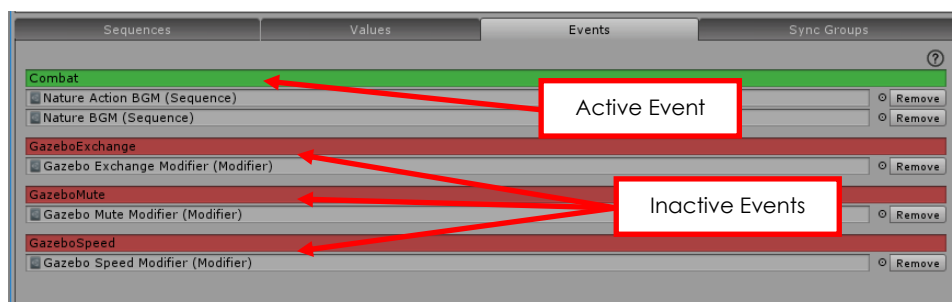 Sequences Values Events Sync Groups
?
Combat
Nature Action BGM (Sequence) Remove
Nature BGM (Sequence) Remove
Active Event
GazeboExchange
Gazebo Exchange Modifier (Modifier) Remove
GazeboMute
Gazebo Mute Modifier (Modifier) Remove
Inactive Events
GazeboSpeed
Gazebo Speed Modifier (Modifier) Remove